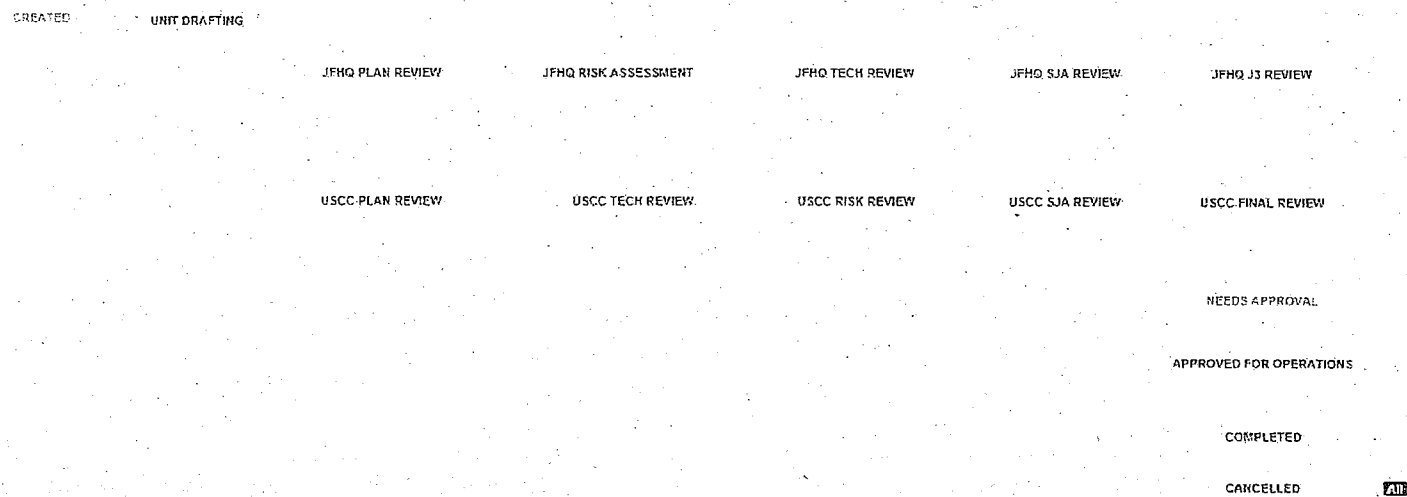 CREATED UNIT DRAFTING
JFHQ PLAN REVIEW JFHQ RISK ASSESSMENT JFHQ TECH REVIEW JFHQ SJA REVIEW JFHQ J3 REVIEW
USCC PLAN REVIEW USCC TECH REVIEW USCC RISK REVIEW USCC SJA REVIEW USCC FINAL REVIEW
NEEDS APPROVAL
APPROVED FOR OPERATIONS
COMPLETED
CANCELLED All